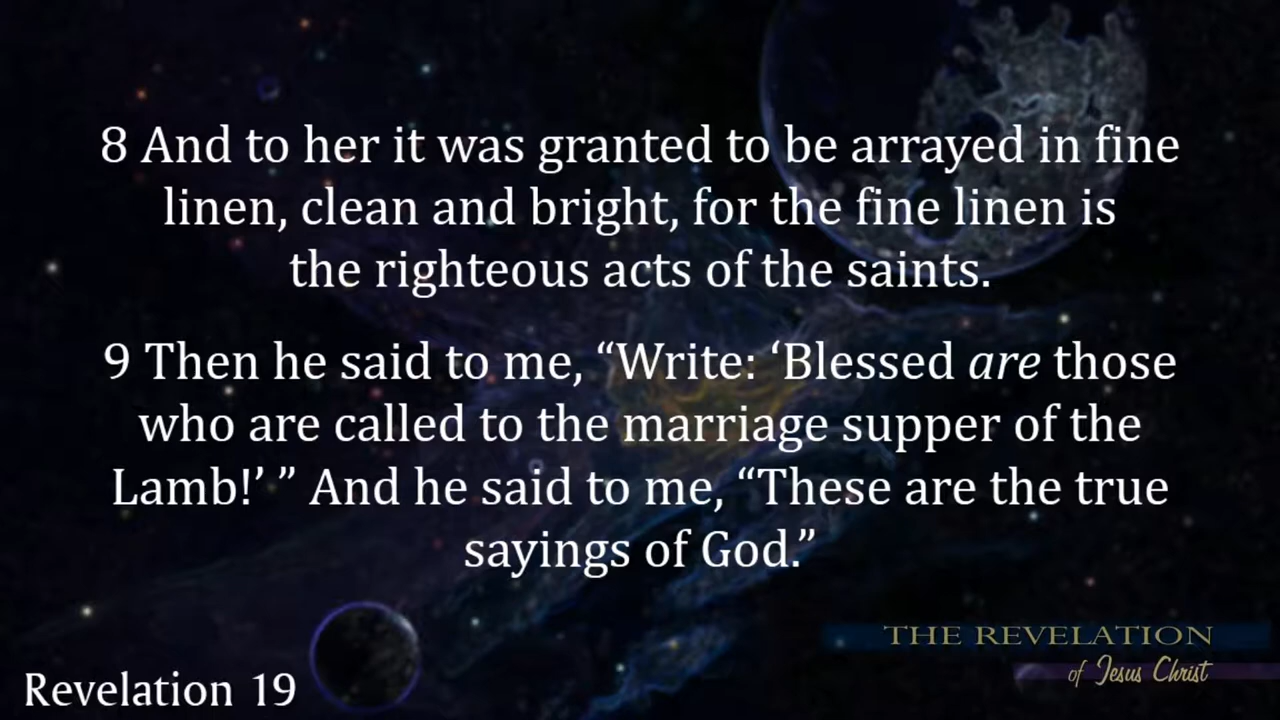 8 And to her it was granted to be arrayed in fine
linen, clean and bright, for the fine linen is
the righteous acts of the saints.
9 Then he said to me, “Write: ‘Blessed are those
who are called to the marriage supper of the
Lamb!’ ” And he said to me, “These are the true
sayings of God.”
THE REVELATION
of Jesus Christ
Revelation 19